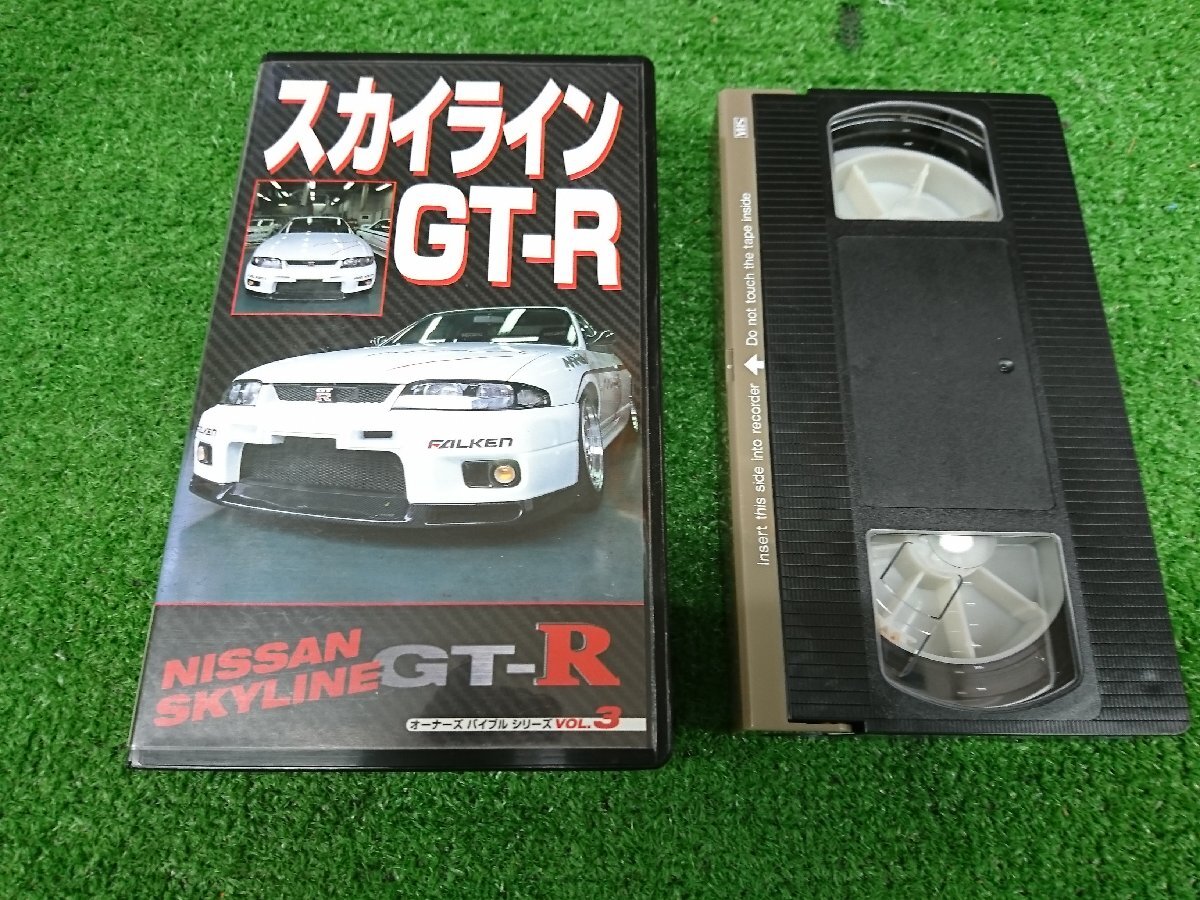 スカイライン
GT-R
FALKEN
FALKEN
NISSAN
SKYLINE GT-R
オーナーズ バイブル シリーズ VOL.3
VHS
Insert this side into recorder Do not touch the tape inside